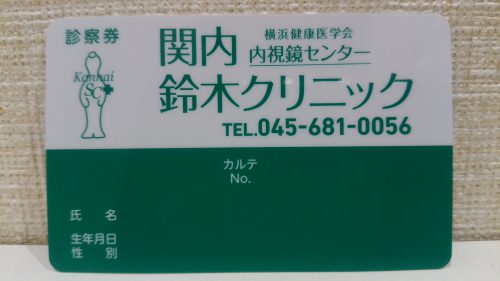 診察券
Kannai
SC
関内
横浜健康医学会
内視鏡センター
鈴木クリニック
TEL.045-681-0056
カルテ
No.
氏　名
生年月日
性　別